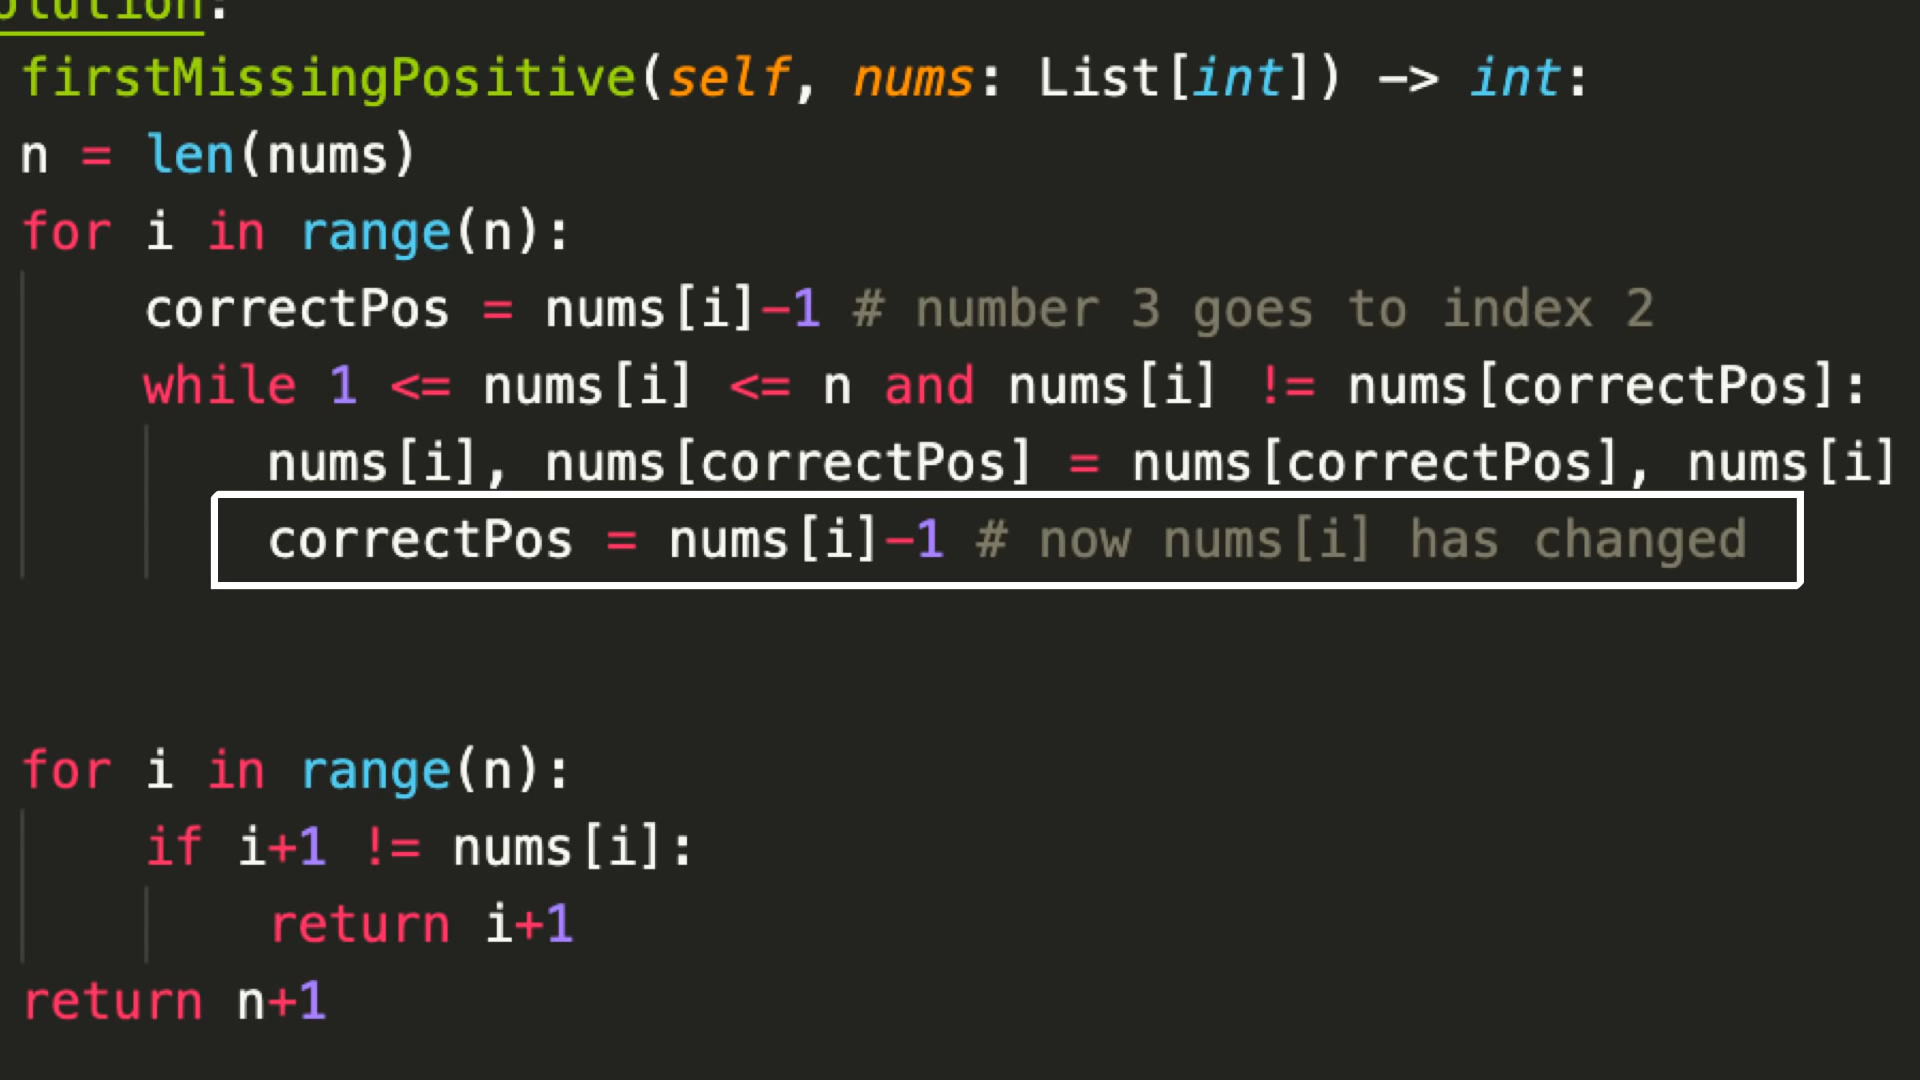 firstMissingPositive(self, nums: List[int]) -> int:
n = len(nums)
for i in range(n):
correctPos = nums[i]-1 # number 3 goes to index 2
while 1 <= nums[i] <= n and nums[i] != nums[correctPos]:
nums[i], nums[correctPos] = nums[correctPos], nums[i]
correctPos = nums[i]-1 # now nums[i] has changed
for i in range(n):
if i+1 != nums[i]:
return i+1
return n+1